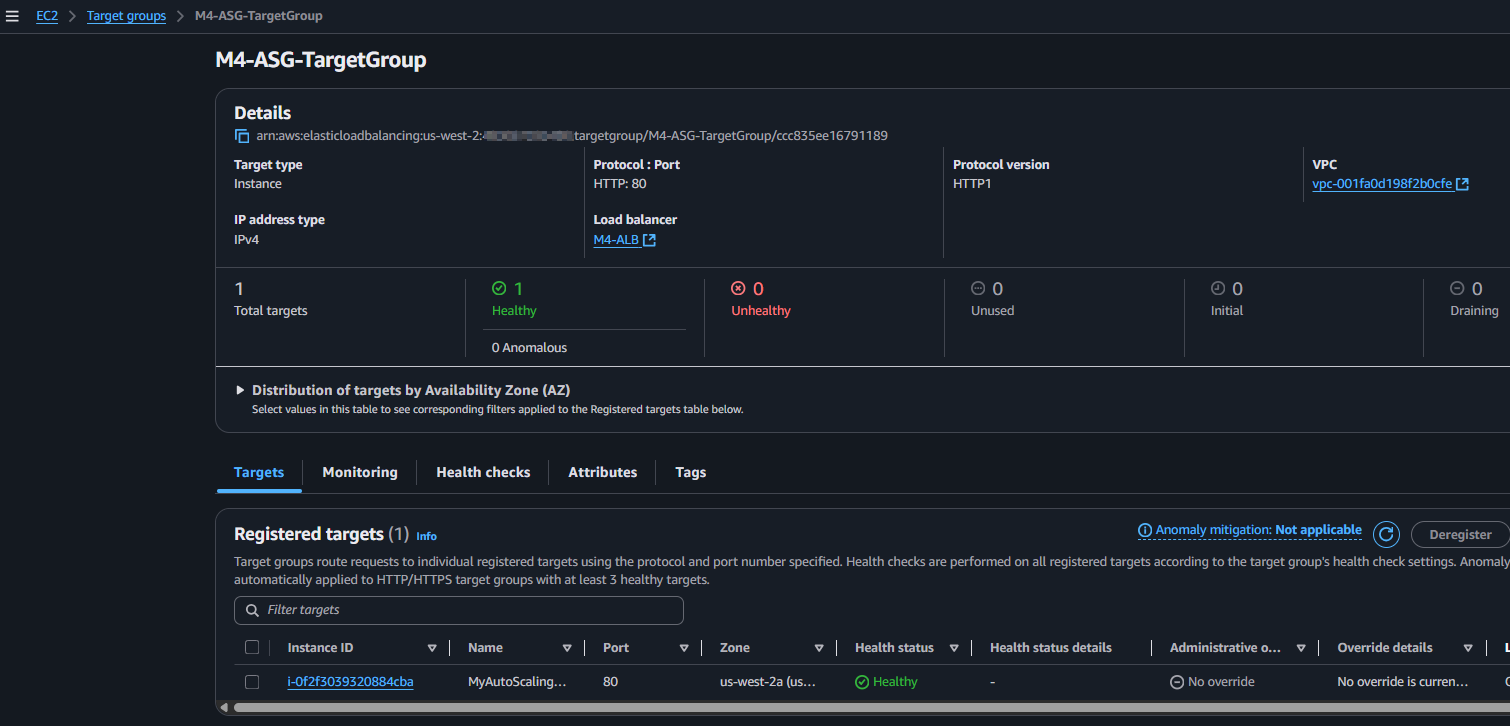 EC2 > Target groups > M4-ASG-TargetGroup
M4-ASG-TargetGroup
Details
arn:aws:elasticloadbalancing:us-west-2: targetgroup/M4-ASG-TargetGroup/ccc835ee16791189
Target type
Instance
Protocol : Port
HTTP: 80
Protocol version
HTTP1
VPC
vpc-001fa0d198f2b0cfe
IP address type
IPv4
Load balancer
M4-ALB
1
Total targets
1
Healthy
0 Anomalous
0
Unhealthy
0
Unused
0
Initial
0
Draining
Distribution of targets by Availability Zone (AZ)
Select values in this table to see corresponding filters applied to the Registered targets table below.
Targets Monitoring Health checks Attributes Tags
Registered targets (1) Info
Anomaly mitigation: Not applicable Deregister
Target groups route requests to individual registered targets using the protocol and port number specified. Health checks are performed on all registered targets according to the target group's health check settings. Anomaly
automatically applied to HTTP/HTTPS target groups with at least 3 healthy targets.
Filter targets
Instance ID Name Port Zone Health status Health status details Administrative o... Override details
i-0f2f3039320884cba MyAutoScaling... 80 us-west-2a (us... Healthy - No override No override is curren...